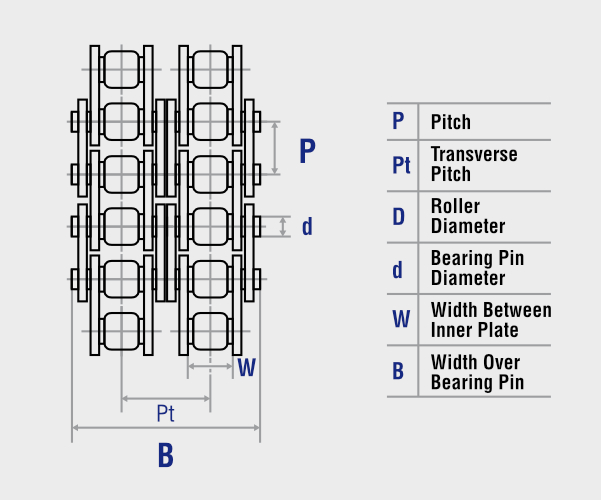 P
d
W
Pt
B
P Pitch
Pt Transverse
Pitch
D Roller
Diameter
d Bearing Pin
Diameter
W Width Between
Inner Plate
B Width Over
Bearing Pin